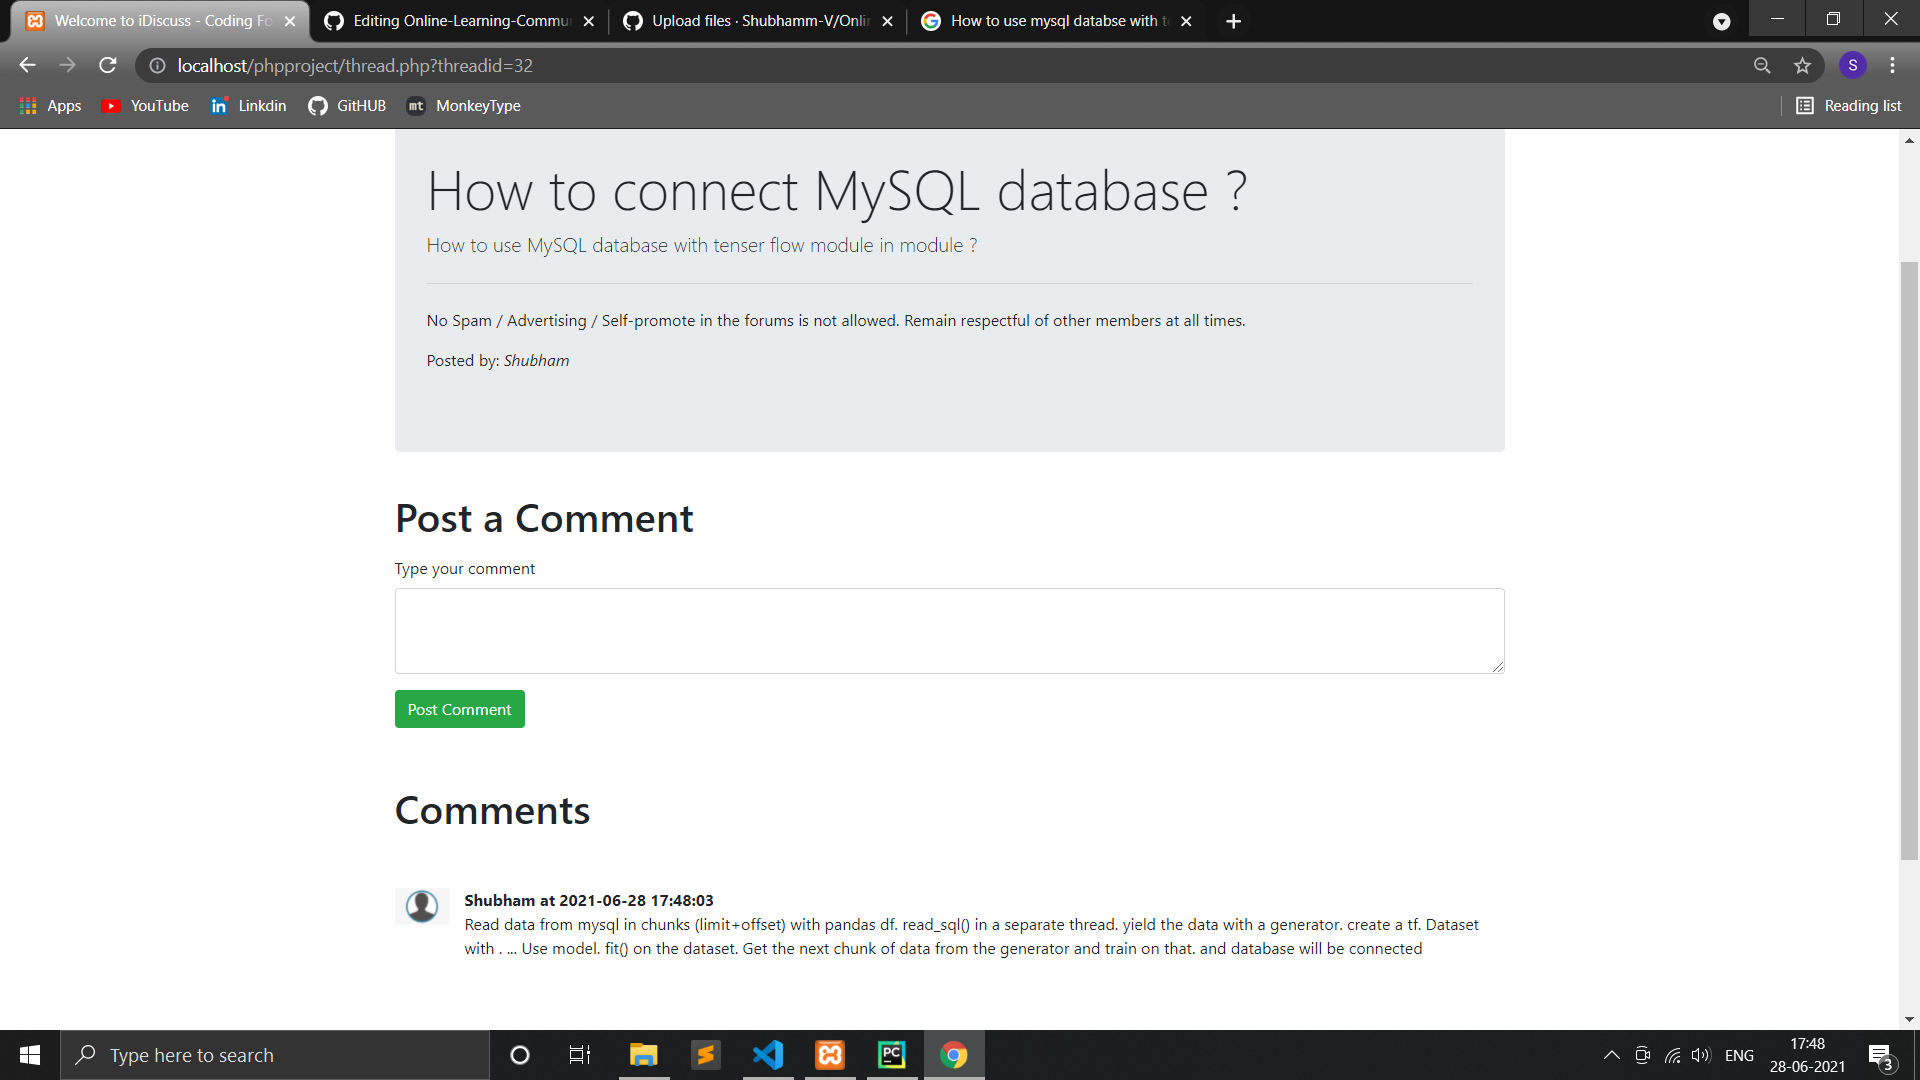 Welcome to iDiscuss - Coding Fo
Editing Online-Learning-Commu
Upload files · Shubhamm-V/Onli
How to use mysql databse with t
localhost/phpproject/thread.php?threadid=32
S
Apps
YouTube
Linkdin
GitHUB
mt MonkeyType
Reading list
How to connect MySQL database ?
How to use MySQL database with tenser flow module in module ?
No Spam / Advertising / Self-promote in the forums is not allowed. Remain respectful of other members at all times.
Posted by: Shubham
Post a Comment
Type your comment
Post Comment
Comments
Shubham at 2021-06-28 17:48:03
Read data from mysql in chunks (limit+offset) with pandas df. read_sql() in a separate thread. yield the data with a generator. create a tf. Dataset
with . ... Use model. fit() on the dataset. Get the next chunk of data from the generator and train on that. and database will be connected
Type here to search
PC
ENG
17:48
28-06-2021
3